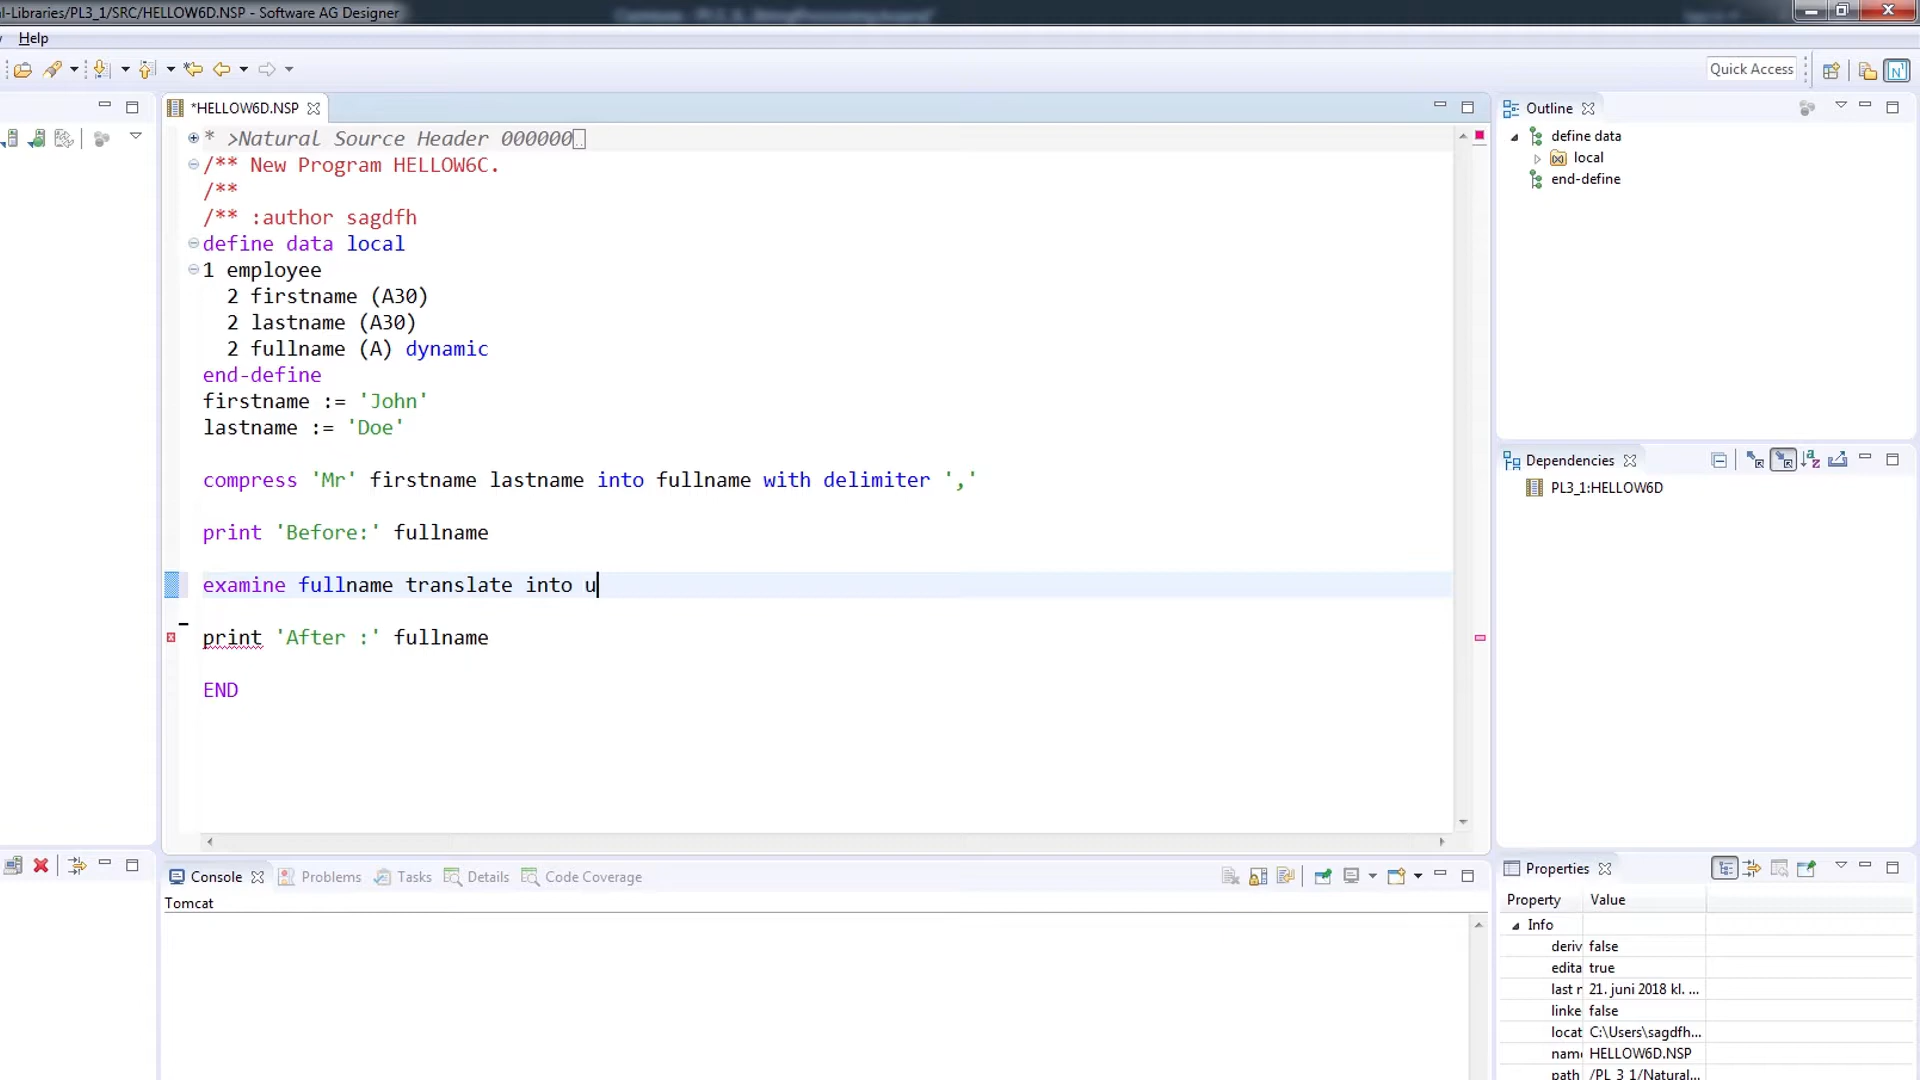 l-Libraries/PL3_1/SRC/HELLOW6D.NSP - Software AG Designer
Help
Quick Access
*HELLOW6D.NSP
* >Natural Source Header 000000
/** New Program HELLOW6C.
/**
/** :author sagdfh
define data local
1 employee
2 firstname (A30)
2 lastname (A30)
2 fullname (A) dynamic
end-define
firstname := 'John'
lastname := 'Doe'
compress 'Mr' firstname lastname into fullname with delimiter ','
print 'Before:' fullname
examine fullname translate into u
print 'After :' fullname
END
Outline
define data
local
end-define
Dependencies
PL3_1:HELLOW6D
Console
Problems
Tasks
Details
Code Coverage
Tomcat
Properties
Property Value
Info
deriv false
edita true
last r 21. juni 2018 kl. ...
linke false
locat C:\Users\sagdfh...
name HELLOW6D.NSP
path /PL 3 1/Natural...